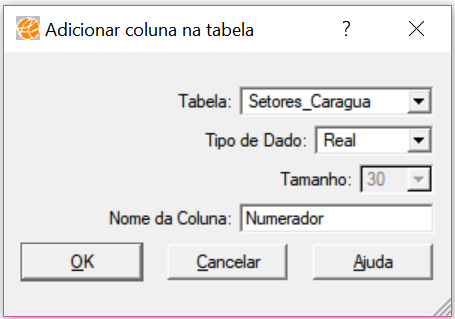 Adicionar coluna na tabela ?
Tabela: Setores_Caragua
Tipo de Dado: Real
Tamanho: 30
Nome da Coluna: Numerador
OK Cancelar Ajuda